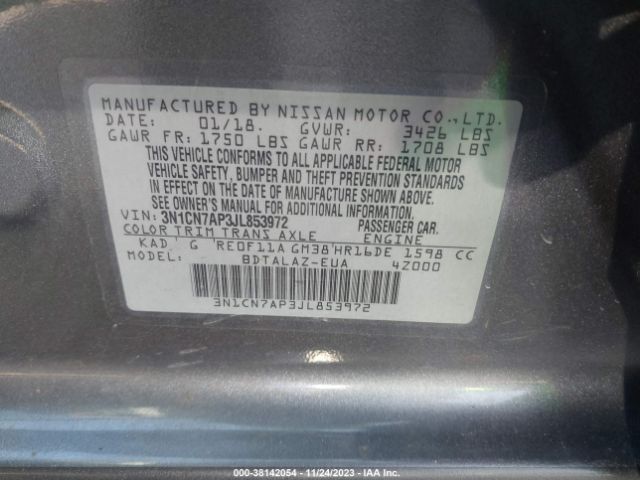 MANUFACTURED BY NISSAN MOTOR CO., LTD.
DATE: 01/18. GVWR: 3426 LBS
GAWR FR: 1750 LBS GAWR RR: 1708 LBS
THIS VEHICLE CONFORMS TO ALL APPLICABLE FEDERAL MOTOR
VEHICLE SAFETY, BUMPER AND THEFT PREVENTION STANDARDS
IN EFFECT ON THE DATE OF MANUFACTURE SHOWN ABOVE.
SEE OWNER'S MANUAL FOR ADDITIONAL INFORMATION.
VIN: 3N1CN7AP3JL853972 PASSENGER CAR.
COLOR TRIM TRANS AXLE ENGINE
KAD G RE0F11A GM38 HR16DE 1598 CC
MODEL: BDTALAZ-EUA 4Z000
3N1CN7AP3JL853972
000-38142054 - 11/24/2023 - IAA Inc.